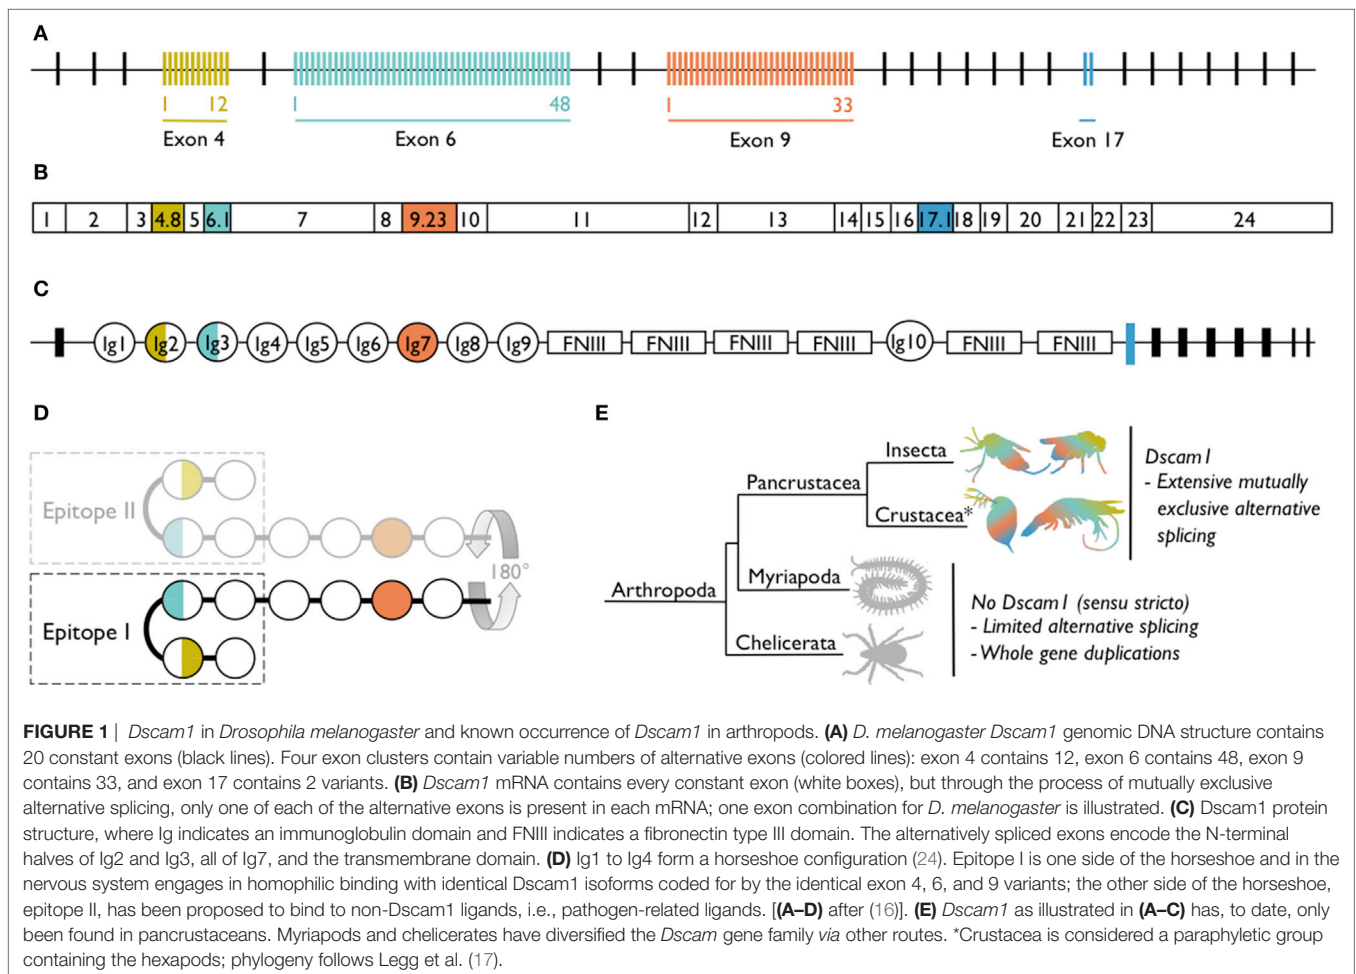 A
1 12 1 48 1 33
Exon 4 Exon 6 Exon 9 Exon 17
B
1 2 3 4.8 5 6.1 7 8 9.23 10 11 12 13 14 15 16 17.1 18 19 20 21 22 23 24
C
Ig1 Ig2 Ig3 Ig4 Ig5 Ig6 Ig7 Ig8 Ig9 FNIII FNIII FNIII FNIII Ig10 FNIII FNIII
D
Epitope II
180°
Epitope I
E
Insecta
Pancrustacea
Crustacea*
Arthropoda
Myriapoda
Chelicerata
Dscam1
- Extensive mutually
exclusive alternative
splicing
No Dscam1 (sensu stricto)
- Limited alternative splicing
- Whole gene duplications
FIGURE 1 | Dscam1 in Drosophila melanogaster and known occurrence of Dscam1 in arthropods. (A) D. melanogaster Dscam1 genomic DNA structure contains
20 constant exons (black lines). Four exon clusters contain variable numbers of alternative exons (colored lines): exon 4 contains 12, exon 6 contains 48, exon 9
contains 33, and exon 17 contains 2 variants. (B) Dscam1 mRNA contains every constant exon (white boxes), but through the process of mutually exclusive
alternative splicing, only one of each of the alternative exons is present in each mRNA; one exon combination for D. melanogaster is illustrated. (C) Dscam1 protein
structure, where Ig indicates an immunoglobulin domain and FNIII indicates a fibronectin type III domain. The alternatively spliced exons encode the N-terminal
halves of Ig2 and Ig3, all of Ig7, and the transmembrane domain. (D) Ig1 to Ig4 form a horseshoe configuration (24). Epitope I is one side of the horseshoe and in the
nervous system engages in homophilic binding with identical Dscam1 isoforms coded for by the identical exon 4, 6, and 9 variants; the other side of the horseshoe,
epitope II, has been proposed to bind to non-Dscam1 ligands, i.e., pathogen-related ligands. [(A–D) after (16)]. (E) Dscam1 as illustrated in (A–C) has, to date, only
been found in pancrustaceans. Myriapods and chelicerates have diversified the Dscam gene family via other routes. *Crustacea is considered a paraphyletic group
containing the hexapods; phylogeny follows Legg et al. (17).